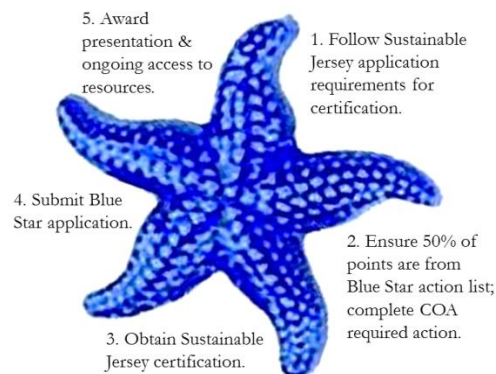 1. Follow Sustainable
Jersey application
requirements for
certification.
2. Ensure 50% of
points are from
Blue Star action list;
complete COA
required action.
3. Obtain Sustainable
Jersey certification.
4. Submit Blue
Star application.
5. Award
presentation &
ongoing access to
resources.